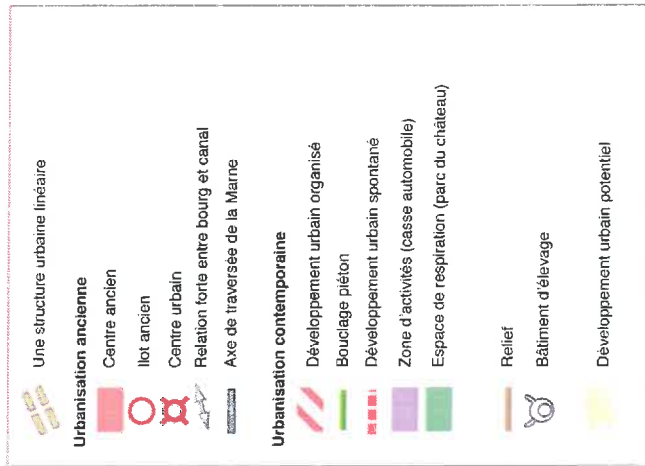 Une structure urbaine linéaire
Urbanisation ancienne
Centre ancien
Ilot ancien
Centre urbain
Relation forte entre bourg et canal
Axe de traversée de la Marne
Urbanisation contemporaine
Développement urbain organisé
Bouclage piéton
Développement urbain spontané
Zone d'activités (casse automobile)
Espace de respiration (parc du château)
Relief
Bâtiment d'élevage
Développement urbain potentiel